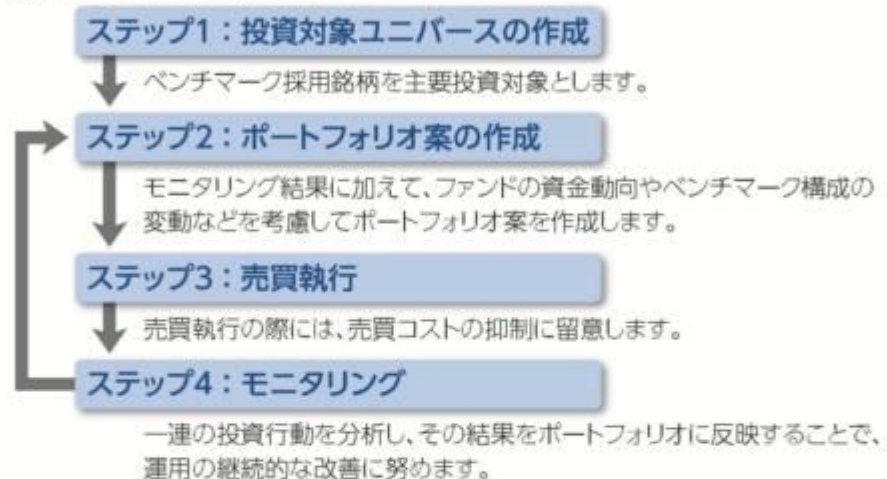 ステップ1：投資対象ユニバースの作成
ベンチマーク採用銘柄を主要投資対象とします。
ステップ2：ポートフォリオ案の作成
モニタリング結果に加えて、ファンドの資金動向やベンチマーク構成の
変動などを考慮してポートフォリオ案を作成します。
ステップ3：売買執行
売買執行の際には、売買コストの抑制に留意します。
ステップ4：モニタリング
一連の投資行動を分析し、その結果をポートフォリオに反映することで、
運用の継続的な改善に努めます。